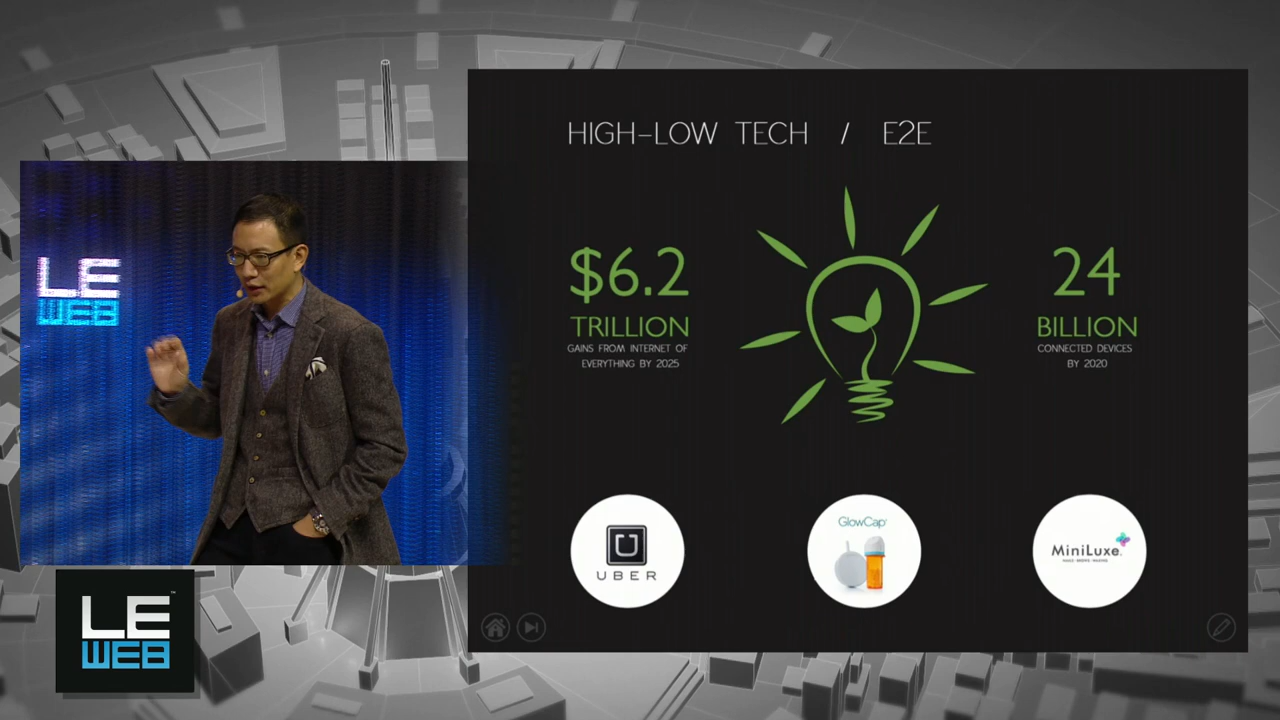 HIGH-LOW TECH / E2E
$6.2
TRILLION
GAINS FROM INTERNET OF
EVERYTHING BY 2025
24
BILLION
CONNECTED DEVICES
BY 2020
LE
WEB
UBER
GlowCap
MiniLuxe
LE
WEB